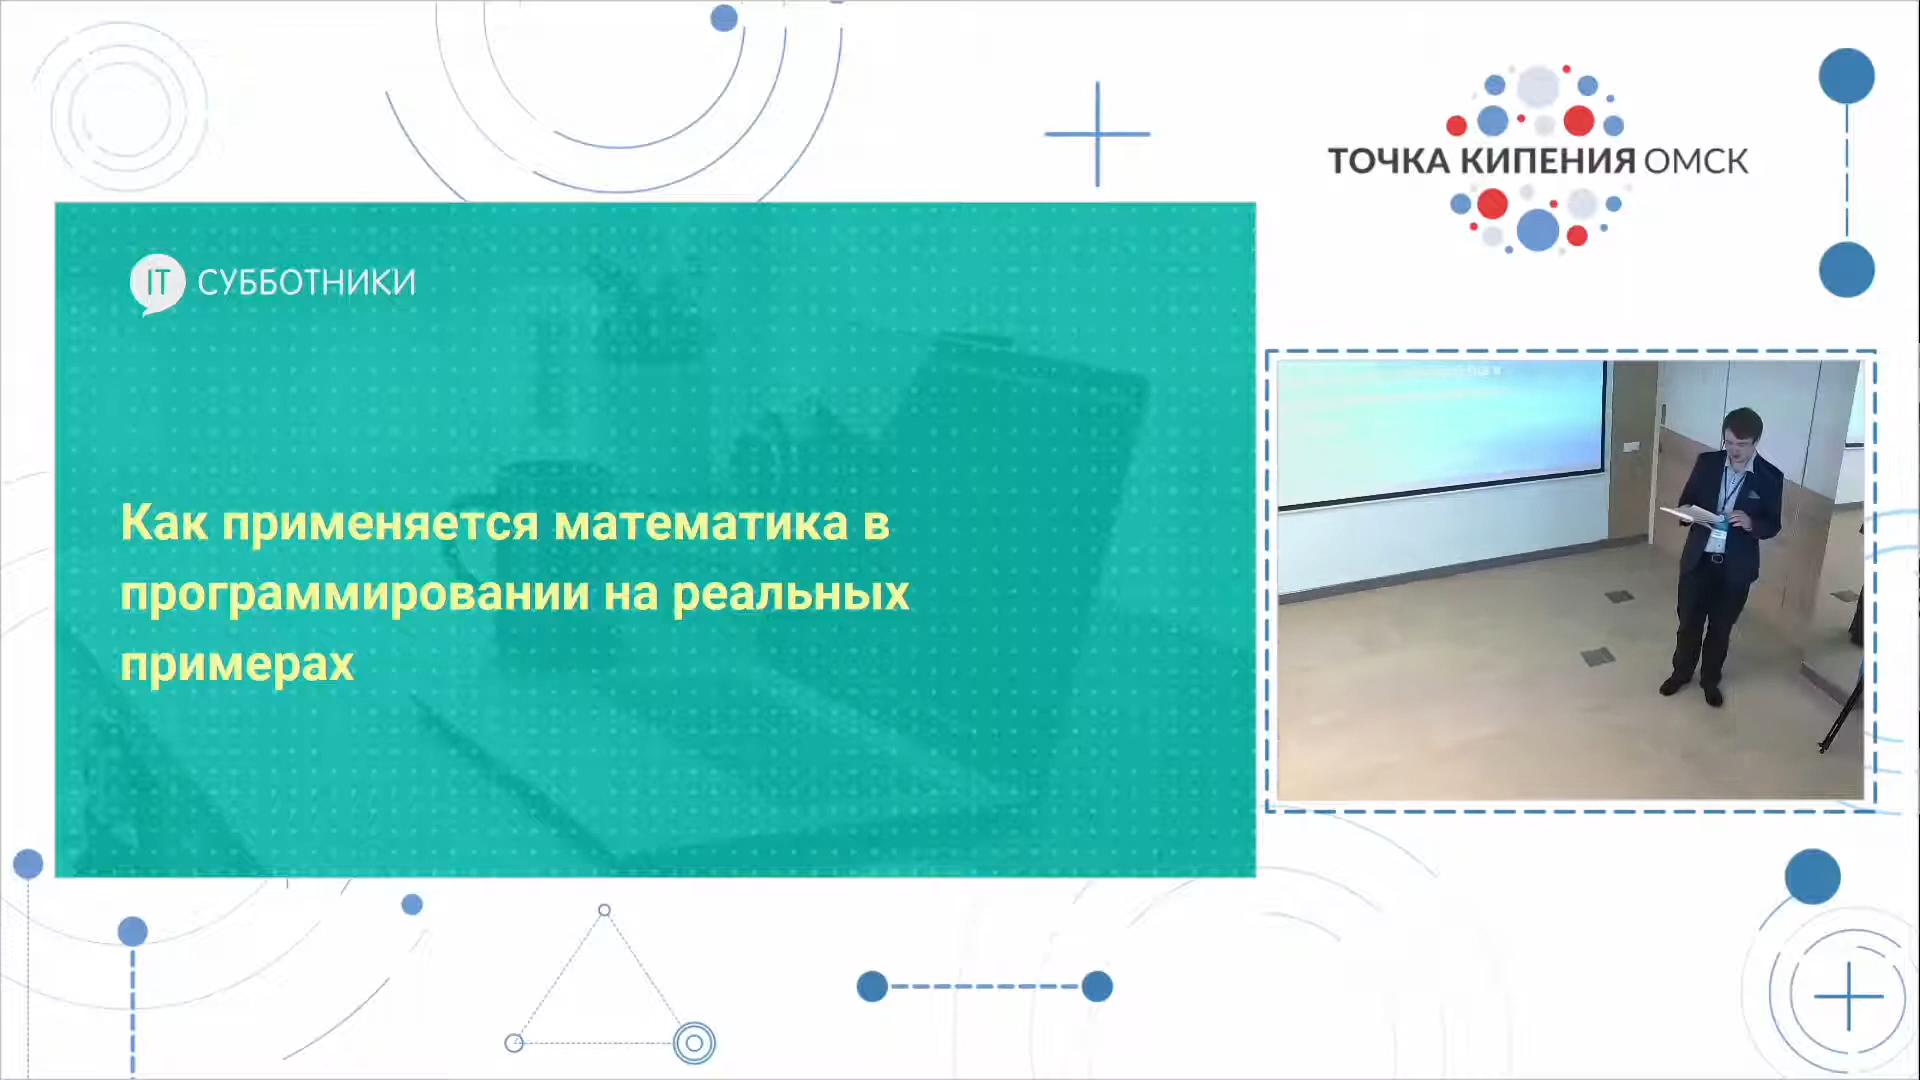 ТОЧКА КИПЕНИЯ ОМСК
IT СУББОТНИКИ
Как применяется математика в
программировании на реальных
примерах